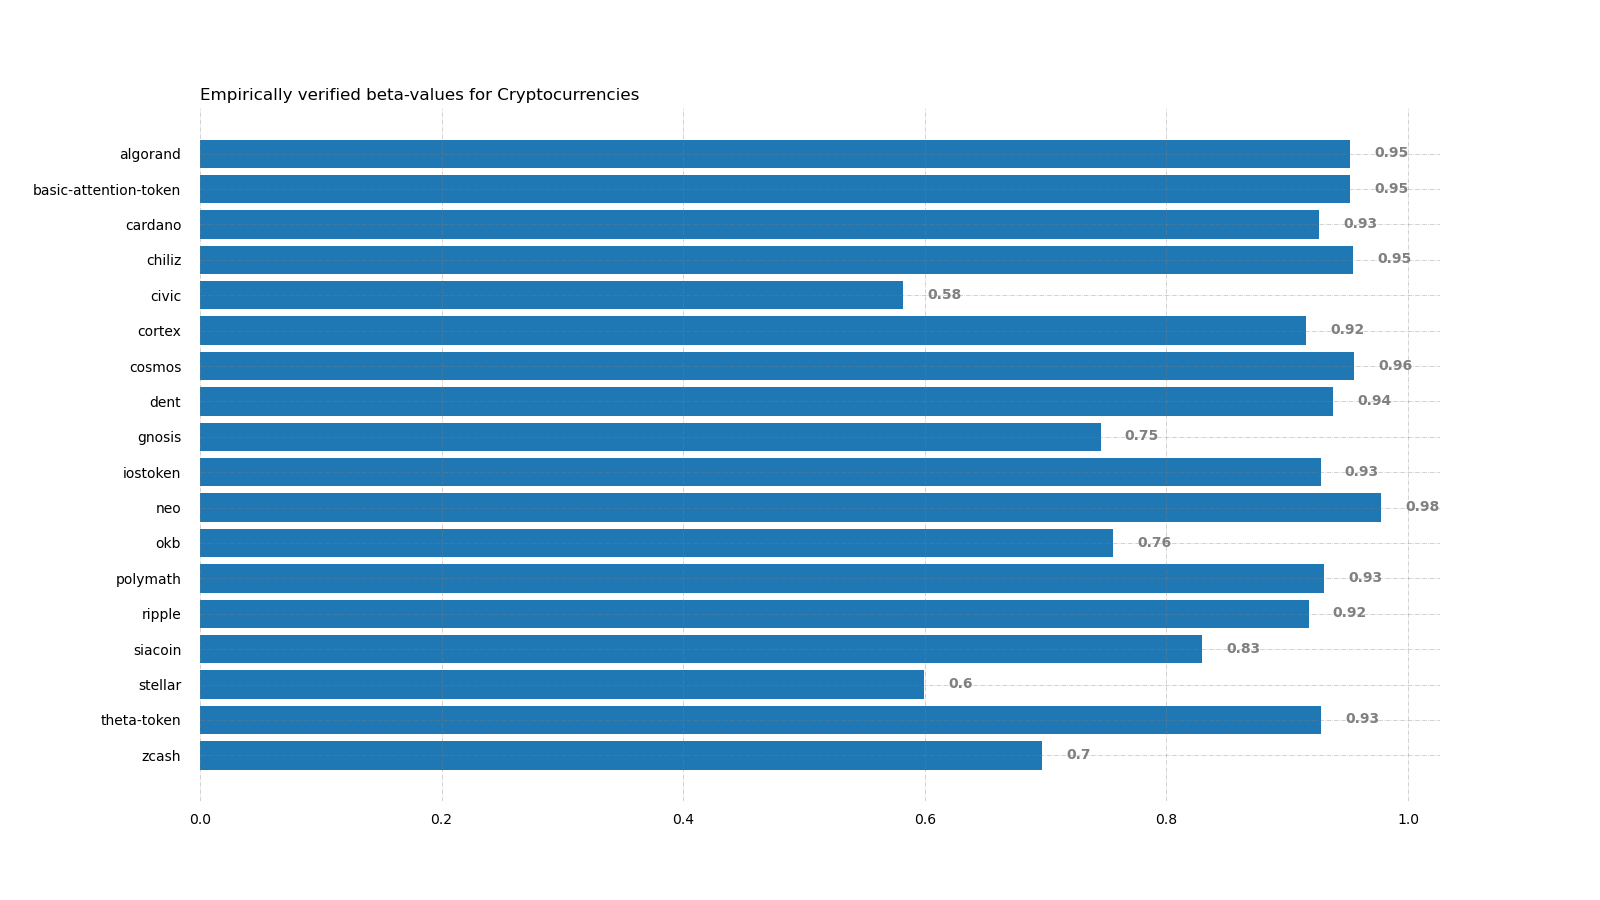 Empirically verified beta-values for Cryptocurrencies
algorand 0.95
basic-attention-token 0.95
cardano 0.93
chiliz 0.95
civic 0.58
cortex 0.92
cosmos 0.96
dent 0.94
gnosis 0.75
iostoken 0.93
neo 0.98
okb 0.76
polymath 0.93
ripple 0.92
siacoin 0.83
stellar 0.6
theta-token 0.93
zcash 0.7
0.0 0.2 0.4 0.6 0.8 1.0